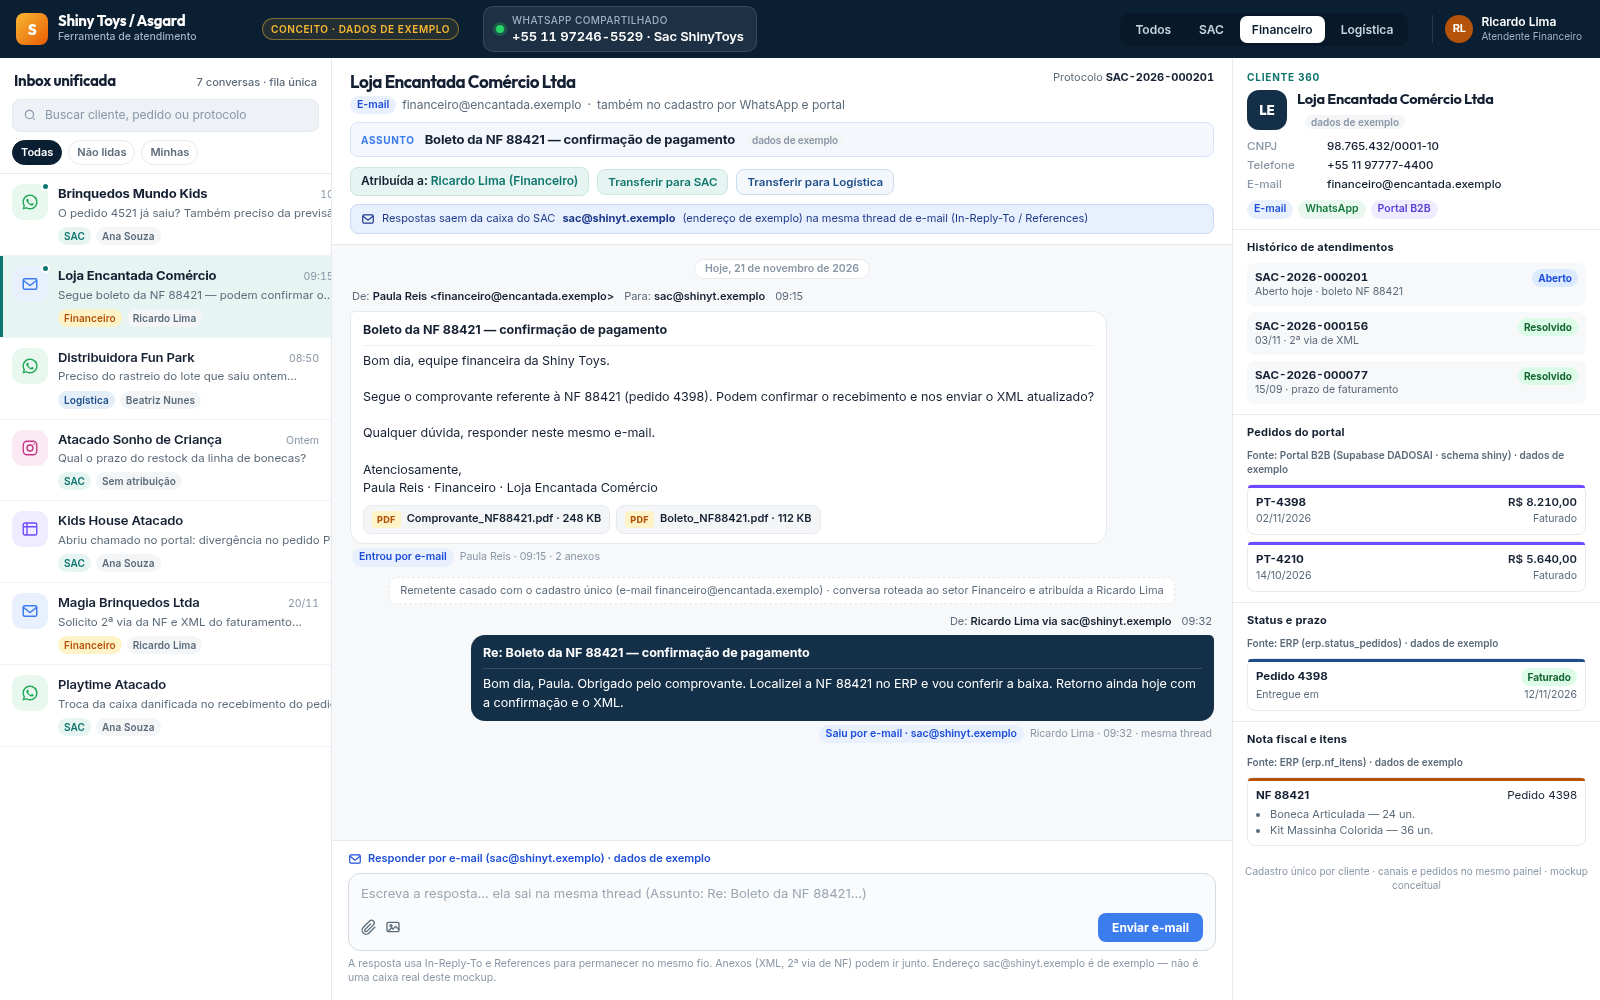 S
Shiny Toys / Asgard
Ferramenta de atendimento
CONCEITO · DADOS DE EXEMPLO
WHATSAPP COMPARTILHADO
+55 11 97246-5529 · Sac ShinyToys
Todos
SAC
Financeiro
Logística
RL
Ricardo Lima
Atendente Financeiro
Inbox unificada
7 conversas · fila única
Buscar cliente, pedido ou protocolo
Todas
Não lidas
Minhas
Brinquedos Mundo Kids
10
O pedido 4521 já saiu? Também preciso da previsã
SAC
Ana Souza
Loja Encantada Comércio
09:15
Segue boleto da NF 88421 — podem confirmar o...
Financeiro
Ricardo Lima
Distribuidora Fun Park
08:50
Preciso do rastreio do lote que saiu ontem...
Logística
Beatriz Nunes
Atacado Sonho de Criança
Ontem
Qual o prazo do restock da linha de bonecas?
SAC
Sem atribuição
Kids House Atacado
Abriu chamado no portal: divergência no pedido P
SAC
Ana Souza
Magia Brinquedos Ltda
20/11
Solicito 2ª via da NF e XML do faturamento...
Financeiro
Ricardo Lima
Playtime Atacado
Troca da caixa danificada no recebimento do pedi
SAC
Ana Souza
Loja Encantada Comércio Ltda
Protocolo SAC-2026-000201
E-mail
financeiro@encantada.exemplo · também no cadastro por WhatsApp e portal
ASSUNTO
Boleto da NF 88421 — confirmação de pagamento
dados de exemplo
Atribuída a: Ricardo Lima (Financeiro)
Transferir para SAC
Transferir para Logística
Respostas saem da caixa do SAC sac@shinyt.exemplo (endereço de exemplo) na mesma thread de e-mail (In-Reply-To / References)
Hoje, 21 de novembro de 2026
De: Paula Reis <financeiro@encantada.exemplo> Para: sac@shinyt.exemplo 09:15
Boleto da NF 88421 — confirmação de pagamento
Bom dia, equipe financeira da Shiny Toys.
Segue o comprovante referente à NF 88421 (pedido 4398). Podem confirmar o recebimento e nos enviar o XML atualizado?
Qualquer dúvida, responder neste mesmo e-mail.
Atenciosamente,
Paula Reis · Financeiro · Loja Encantada Comércio
PDF
Comprovante_NF88421.pdf · 248 KB
PDF
Boleto_NF88421.pdf · 112 KB
Entrou por e-mail
Paula Reis · 09:15 · 2 anexos
Remetente casado com o cadastro único (e-mail financeiro@encantada.exemplo) · conversa roteada ao setor Financeiro e atribuída a Ricardo Lima
De: Ricardo Lima via sac@shinyt.exemplo 09:32
Re: Boleto da NF 88421 — confirmação de pagamento
Bom dia, Paula. Obrigado pelo comprovante. Localizei a NF 88421 no ERP e vou conferir a baixa. Retorno ainda hoje com
a confirmação e o XML.
Saiu por e-mail · sac@shinyt.exemplo
Ricardo Lima · 09:32 · mesma thread
Responder por e-mail (sac@shinyt.exemplo) · dados de exemplo
Escreva a resposta... ela sai na mesma thread (Assunto: Re: Boleto da NF 88421...)
Enviar e-mail
A resposta usa In-Reply-To e References para permanecer no mesmo fio. Anexos (XML, 2ª via de NF) podem ir junto. Endereço sac@shinyt.exemplo é de exemplo — não é
uma caixa real deste mockup.
CLIENTE 360
LE
Loja Encantada Comércio Ltda
dados de exemplo
CNPJ
98.765.432/0001-10
Telefone
+55 11 97777-4400
E-mail
financeiro@encantada.exemplo
E-mail
WhatsApp
Portal B2B
Histórico de atendimentos
SAC-2026-000201
Aberto
Aberto hoje · boleto NF 88421
SAC-2026-000156
Resolvido
03/11 · 2ª via de XML
SAC-2026-000077
Resolvido
15/09 · prazo de faturamento
Pedidos do portal
Fonte: Portal B2B (Supabase DADOSAI · schema shiny) · dados de
exemplo
PT-4398
R$ 8.210,00
02/11/2026
Faturado
PT-4210
R$ 5.640,00
14/10/2026
Faturado
Status e prazo
Fonte: ERP (erp.status_pedidos) · dados de exemplo
Pedido 4398
Faturado
Entregue em
12/11/2026
Nota fiscal e itens
Fonte: ERP (erp.nf_itens) · dados de exemplo
NF 88421
Pedido 4398
• Boneca Articulada — 24 un.
• Kit Massinha Colorida — 36 un.
Cadastro único por cliente · canais e pedidos no mesmo painel · mockup
conceitual